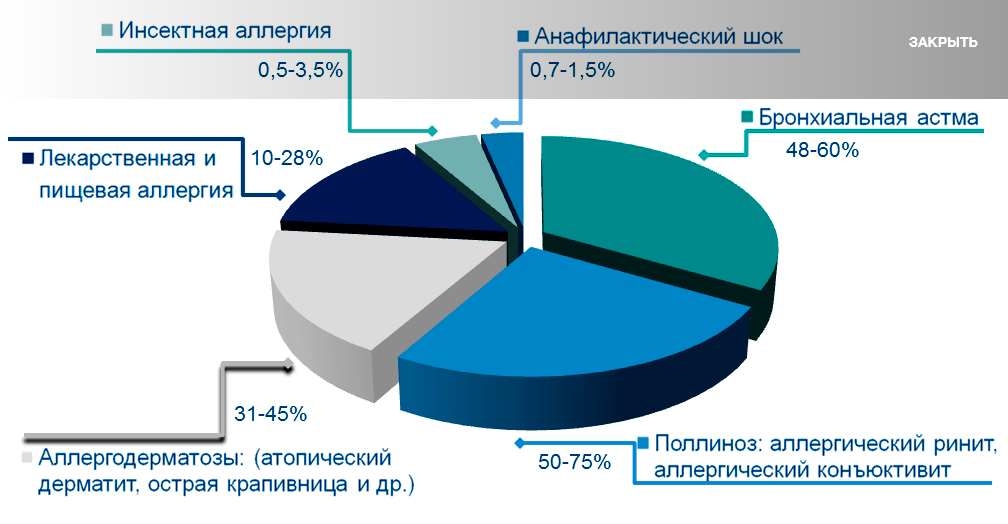 Инсектная аллергия
0,5-3,5%
Анафилактический шок
0,7-1,5%
ЗАКРЫТЬ
Бронхиальная астма
48-60%
Лекарственная и
пищевая аллергия
10-28%
31-45%
Аллергодерматозы: (атопический
дерматит, острая крапивница и др.)
50-75%
Поллиноз: аллергический ринит,
аллергический конъюктивит